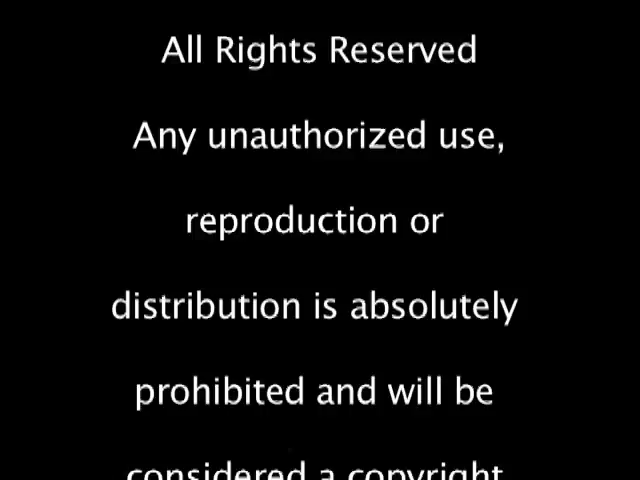 All Rights Reserved
Any unauthorized use,
reproduction or
distribution is absolutely
prohibited and will be
considered a copyright